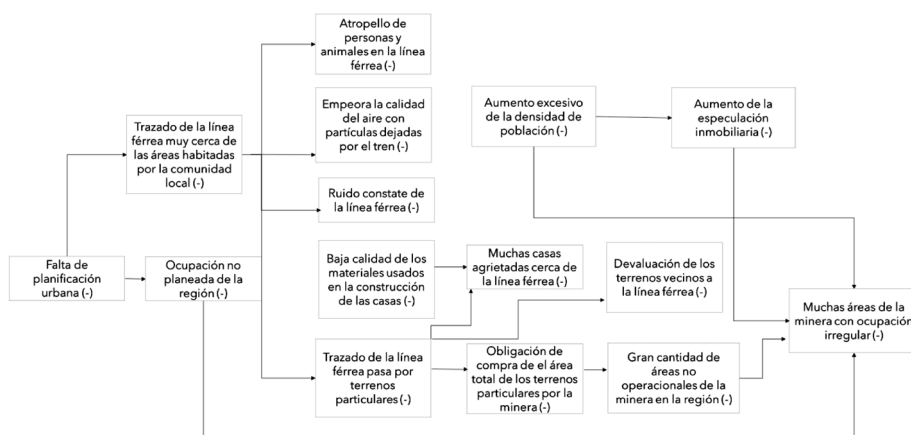 Atropello de
personas y
animales en la línea
férrea (-)
Empeora la calidad
del aire con
partículas dejadas
por el tren (-)
Aumento excesivo
de la densidad de
población (-)
Aumento de la
especulación
inmobiliaria (-)
Trazado de la línea
férrea muy cerca de
las áreas habitadas
por la comunidad
local (-)
Ruido constate de
la línea férrea (-)
Falta de
planificación
urbana (-)
Ocupación no
planeada de la
región (-)
Baja calidad de los
materiales usados
en la construcción
de las casas (-)
Muchas casas
agrietadas cerca de
la línea férrea (-)
Devaluación de los
terrenos vecinos a
la línea férrea (-)
Muchas áreas de la
minera con ocupación
irregular (-)
Trazado de la línea
férrea pasa por
terrenos
particulares (-)
Obligación de
compra de el área
total de los terrenos
particulares por la
minera (-)
Gran cantidad de
áreas no
operacionales de la
minera en la región (-)